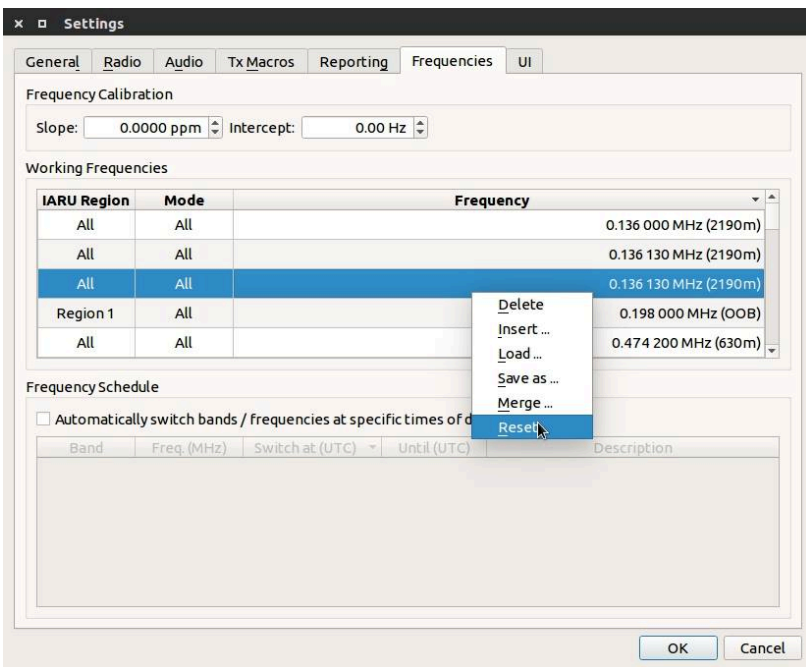 Settings
General Radio Audio Tx Macros Reporting Frequencies UI
Frequency Calibration
Slope: 0.0000 ppm Intercept: 0.00 Hz
Working Frequencies
IARU Region Mode Frequency
All All 0.136 000 MHz (2190m)
All All 0.136 130 MHz (2190m)
All All 0.136 130 MHz (2190m)
Region 1 All 0.198 000 MHz (OOB)
All All 0.474 200 MHz (630m)
Delete
Insert ...
Load ...
Save as ...
Merge ...
Reset
Frequency Schedule
Automatically switch bands / frequencies at specific times of d
Band Freq. (MHz) Switch at (UTC) Until (UTC) Description
OK Cancel